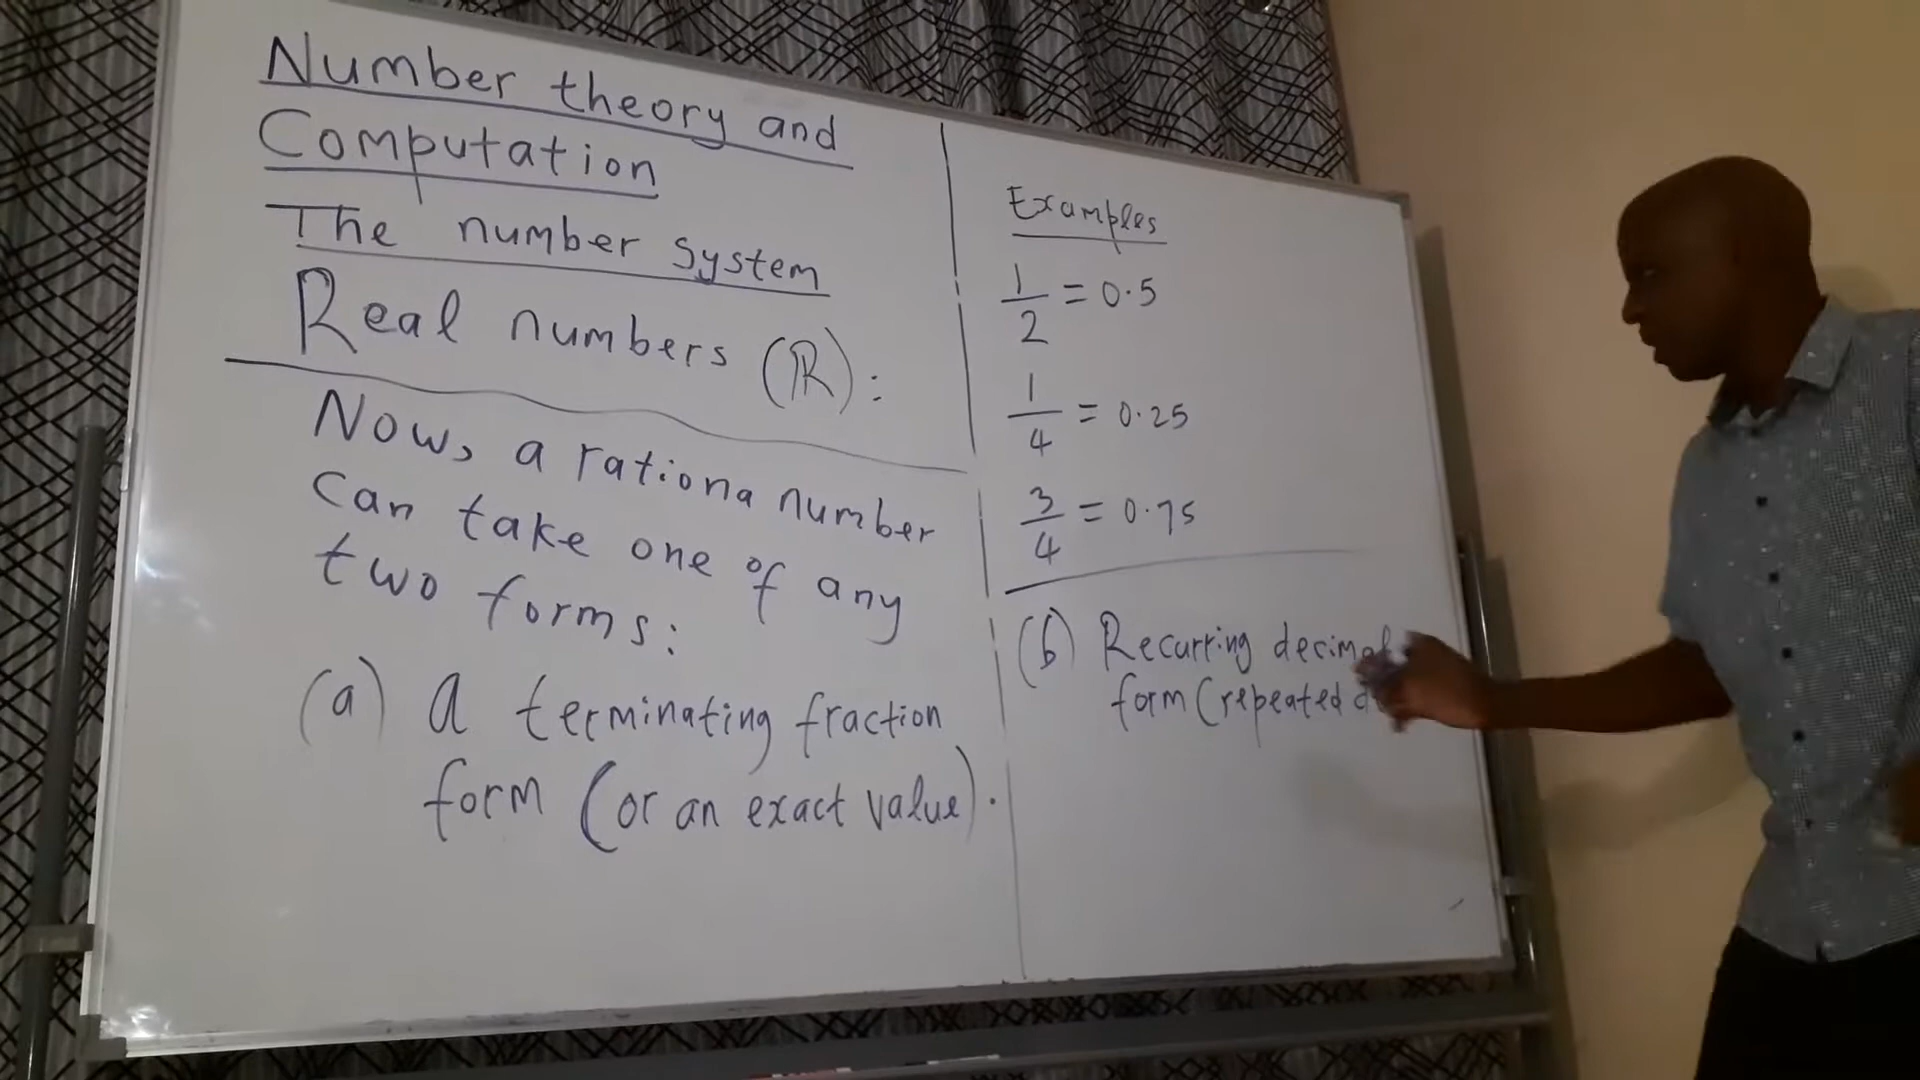 Number theory and
Computation
The number system
Real numbers (ℝ):
Now, a rationa number
can take one of any
two forms:
(a) A terminating fraction
form (or an exact value).
Examples
1/2 = 0.5
1/4 = 0.25
3/4 = 0.75
(b) Recurring decimal
form (repeated